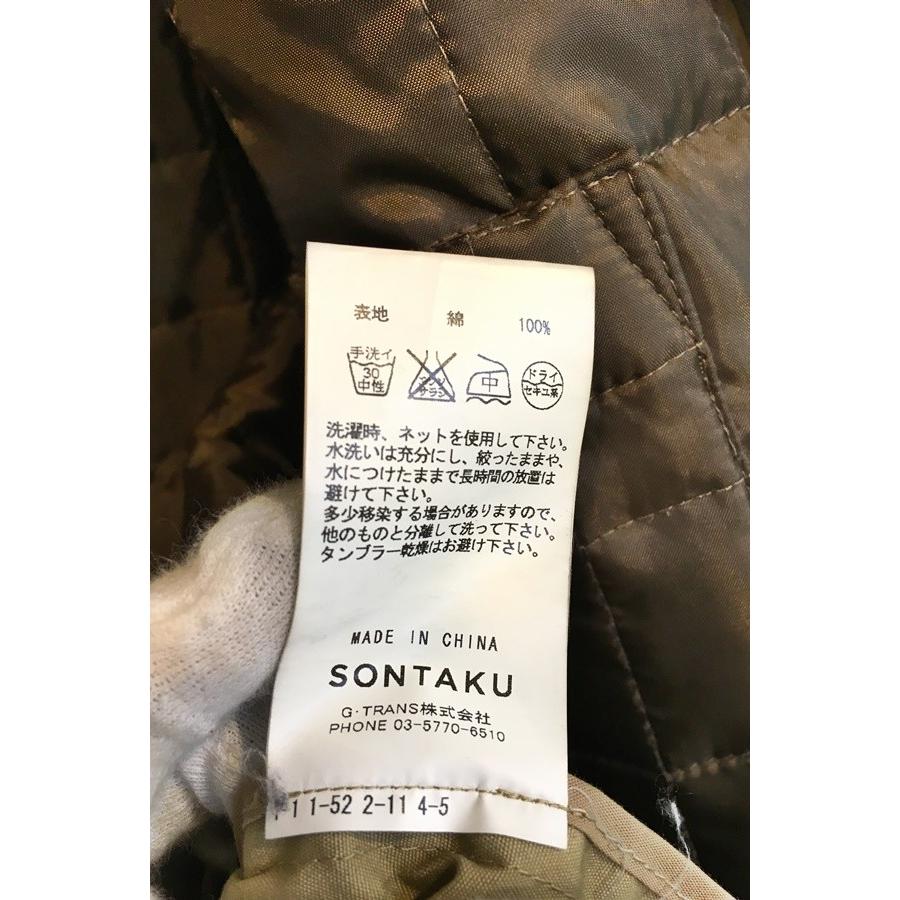 表地 綿 100%
手洗イ 30 中性 エンソ サラシ 中 ドライ セキユ系
洗濯時、ネットを使用して下さい。
水洗いは充分にし、絞ったままや、
水につけたままで長時間の放置は
避けて下さい。
多少移染する場合がありますので、
他のものと分離して洗って下さい。
タンブラー乾燥はお避け下さい。
MADE IN CHINA
SONTAKU
G·TRANS株式会社
PHONE 03-5770-6510
1 1-52 2-11 4-5